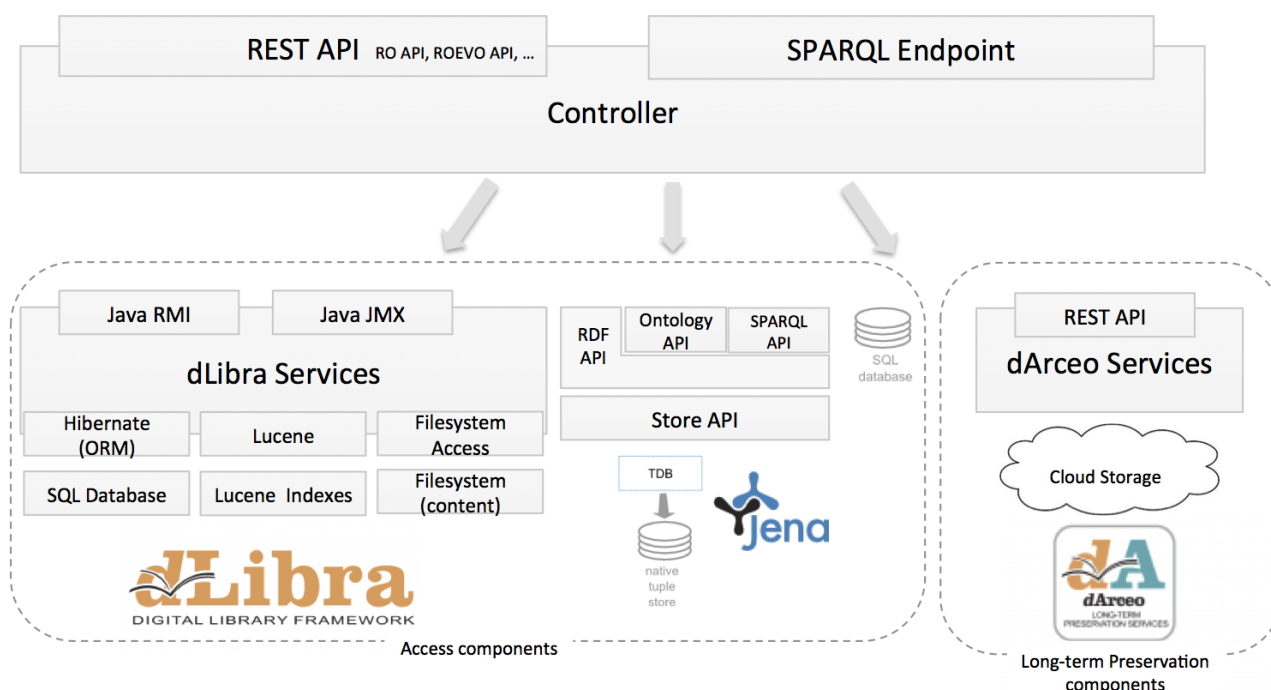 REST API RO API, ROEVO API, ...
SPARQL Endpoint
Controller
Java RMI
Java JMX
dLibra Services
Hibernate
(ORM)
Lucene
Filesystem
Access
SQL Database
Lucene Indexes
Filesystem
(content)
dLibra
DIGITAL LIBRARY FRAMEWORK
RDF
API
Ontology
API
SPARQL
API
Store API
TDB
native
tuple
store
Jena
SQL
database
Access components
REST API
dArceo Services
Cloud Storage
dA
dArceo
LONG-TERM
PRESERVATION SERVICES
Long-term Preservation
components